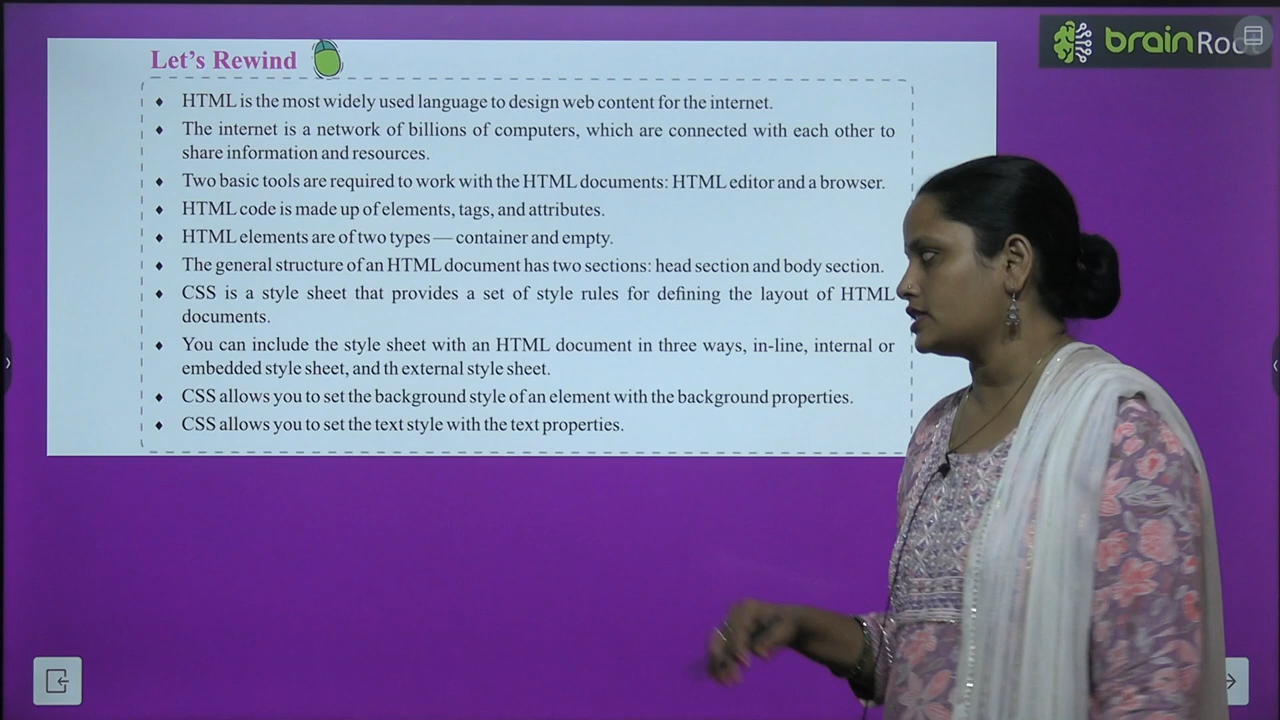 Let's Rewind
♦ HTML is the most widely used language to design web content for the internet.
♦ The internet is a network of billions of computers, which are connected with each other to
share information and resources.
♦ Two basic tools are required to work with the HTML documents: HTML editor and a browser.
♦ HTML code is made up of elements, tags, and attributes.
♦ HTML elements are of two types — container and empty.
♦ The general structure of an HTML document has two sections: head section and body section.
♦ CSS is a style sheet that provides a set of style rules for defining the layout of HTML
documents.
♦ You can include the style sheet with an HTML document in three ways, in-line, internal or
embedded style sheet, and th external style sheet.
♦ CSS allows you to set the background style of an element with the background properties.
♦ CSS allows you to set the text style with the text properties.
brain